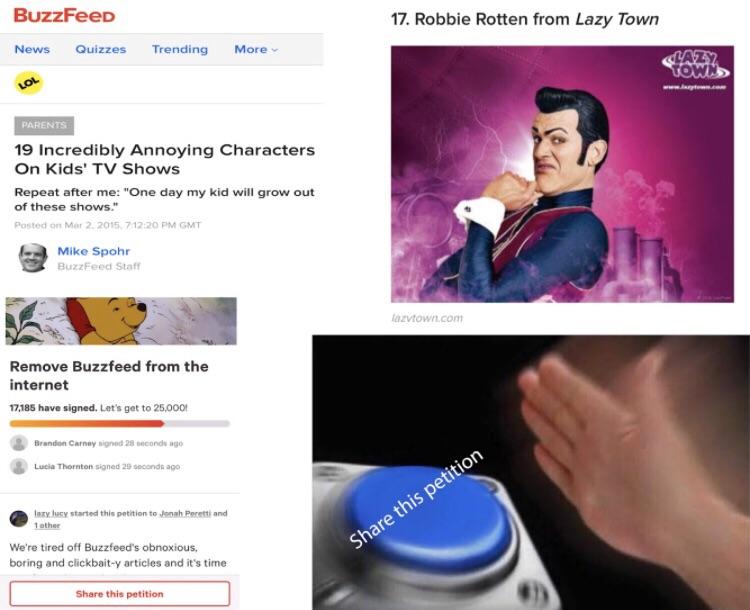 BuzzFeed
News Quizzes Trending More
LOL
PARENTS
19 Incredibly Annoying Characters
On Kids' TV Shows
Repeat after me: "One day my kid will grow out
of these shows."
Posted on Mar 2, 2015, 7:12:20 PM GMT
Mike Spohr
BuzzFeed Staff
17. Robbie Rotten from Lazy Town
LAZY
TOWN
www.lazytown.com
lazytown.com
Remove Buzzfeed from the
internet
17,185 have signed. Let's get to 25,000!
Brandon Carney signed 28 seconds ago
Lucia Thornton signed 29 seconds ago
lazy lucy started this petition to Jonah Peretti and
1 other
We're tired off Buzzfeed's obnoxious,
boring and clickbait-y articles and it's time
Share this petition
Share this petition